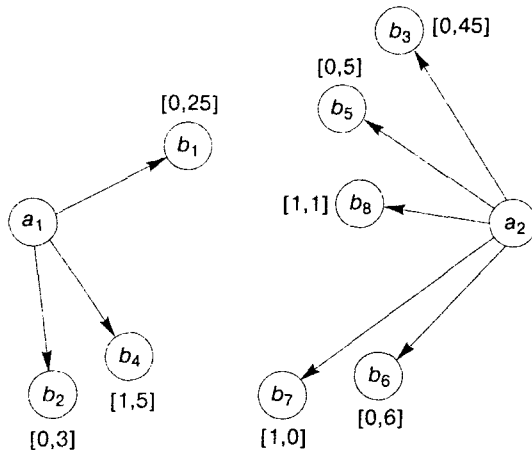 b3 [0,45]
[0,5]
b5
[0,25]
b1
[1,1] b8
a1
a2
b4
[1,5]
b2
[0,3]
b6
[0,6]
b7
[1,0]